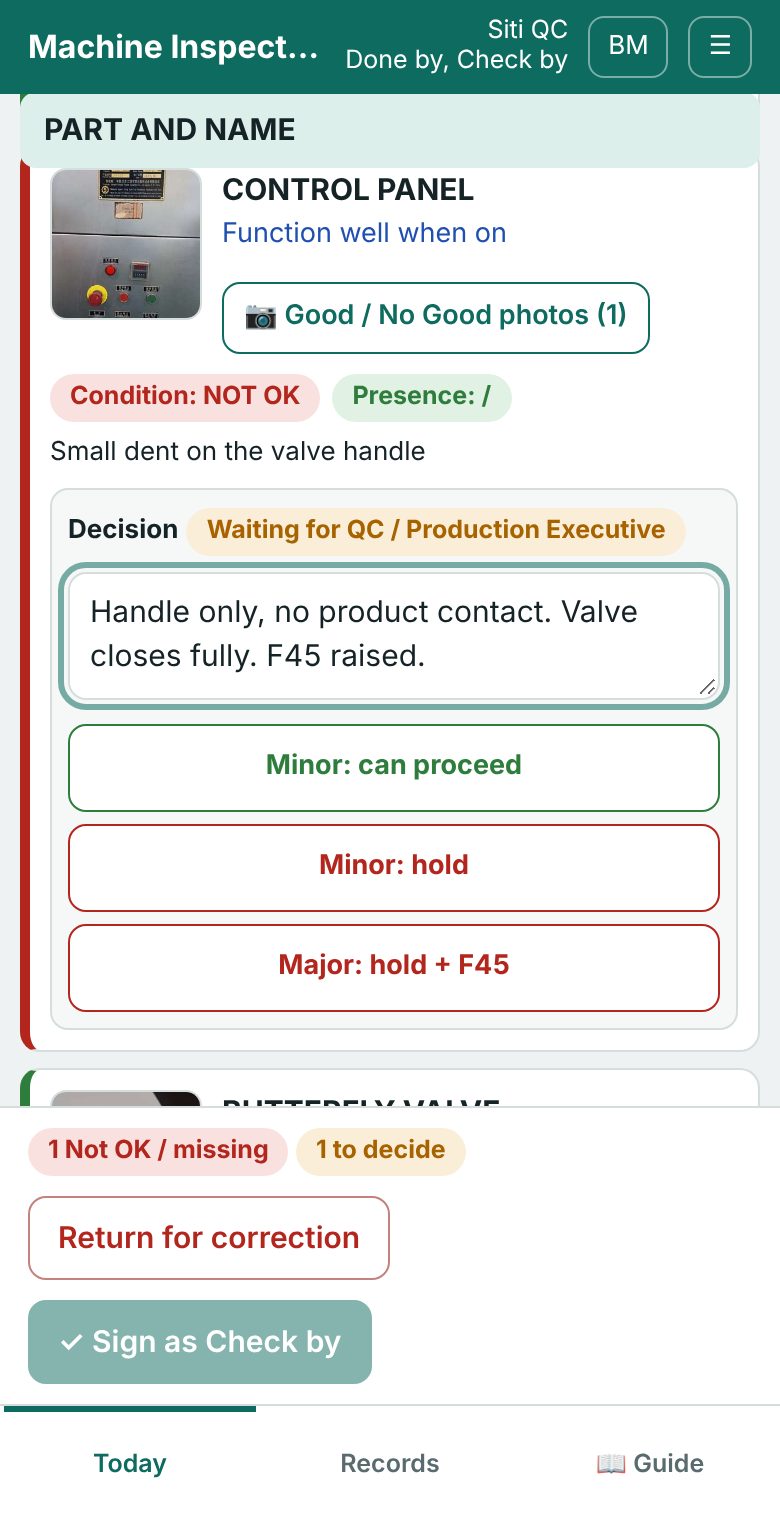 Machine Inspect...
Siti QC
Done by, Check by
BM
☰
PART AND NAME
CONTROL PANEL
Function well when on
📷 Good / No Good photos (1)
Condition: NOT OK
Presence: /
Small dent on the valve handle
Decision
Waiting for QC / Production Executive
Handle only, no product contact. Valve
closes fully. F45 raised.
Minor: can proceed
Minor: hold
Major: hold + F45
BUTTERFLY VALVE
1 Not OK / missing
1 to decide
Return for correction
✓ Sign as Check by
Today
Records
📖 Guide